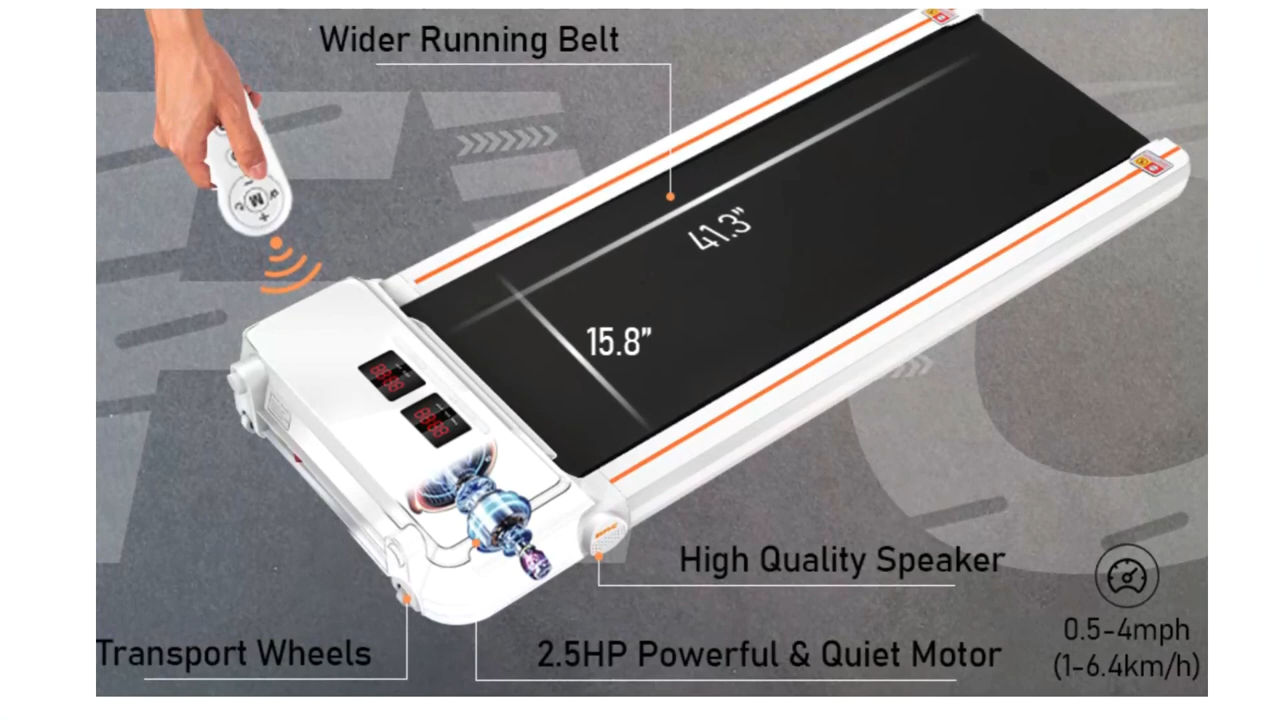 Wider Running Belt
M
41.3”
15.8”
High Quality Speaker
Transport Wheels
2.5HP Powerful & Quiet Motor
0.5-4mph
(1-6.4km/h)